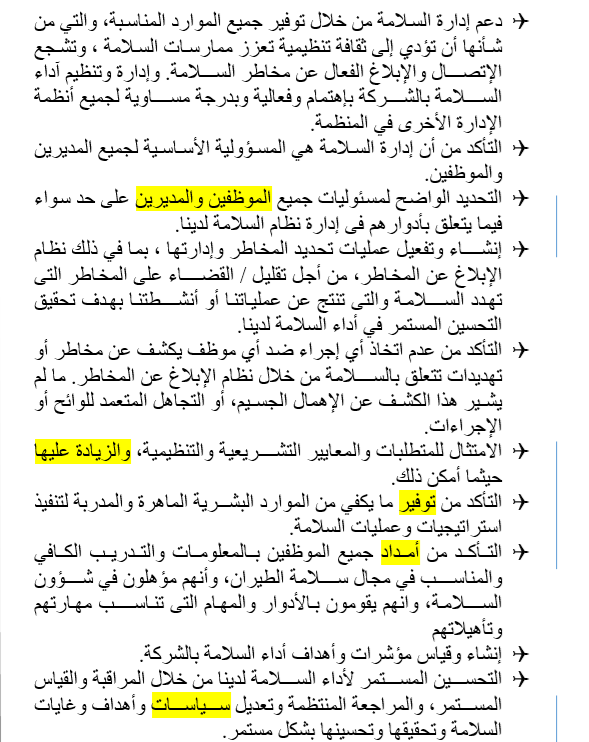 دعم إدارة السلامة من خلال توفير جميع الموارد المناسبة، والتي من
شأنها أن تؤدي إلى ثقافة تنظيمية تعزز ممارسات السلامة ، وتشجع
الإتصال والإبلاغ الفعال عن مخاطر السلامة. وإدارة وتنظيم آداء
السلامة بالشركة بإهتمام وفعالية وبدرجة مساوية لجميع أنظمة
الإدارة الأخرى في المنظمة.
التأكد من أن إدارة السلامة هي المسؤولية الأساسية لجميع المديرين
والموظفين.
التحديد الواضح لمسئوليات جميع الموظفين والمديرين على حد سواء
فيما يتعلق بأدوارهم فى إدارة نظام السلامة لدينا.
إنشاء وتفعيل عمليات تحديد المخاطر وإدارتها ، بما في ذلك نظام
الإبلاغ عن المخاطر، من أجل تقليل / القضاء على المخاطر التى
تهدد السلامة والتى تنتج عن عملياتنا أو أنشطتنا بهدف تحقيق
التحسين المستمر في أداء السلامة لدينا.
التأكد من عدم اتخاذ أي إجراء ضد أي موظف يكشف عن مخاطر أو
تهديدات تتعلق بالسلامة من خلال نظام الإبلاغ عن المخاطر. ما لم
يشير هذا الكشف عن الإهمال الجسيم، أو التجاهل المتعمد للوائح أو
الإجراءات.
الامتثال للمتطلبات والمعايير التشريعية والتنظيمية، والزيادة عليها
حيثما أمكن ذلك.
التأكد من توفير ما يكفي من الموارد البشرية الماهرة والمدربة لتنفيذ
استراتيجيات وعمليات السلامة.
التأكد من أمداد جميع الموظفين بالمعلومات والتدريب الكافي
والمناسب في مجال سلامة الطيران، وأنهم مؤهلون في شؤون
السلامة، وانهم يقومون بالأدوار والمهام التى تناسب مهارتهم
وتأهيلاتهم
إنشاء وقياس مؤشرات وأهداف أداء السلامة بالشركة.
التحسين المستمر لأداء السلامة لدينا من خلال المراقبة والقياس
المستمر، والمراجعة المنتظمة وتعديل سياسات وأهداف وغايات
السلامة وتحقيقها وتحسينها بشكل مستمر.